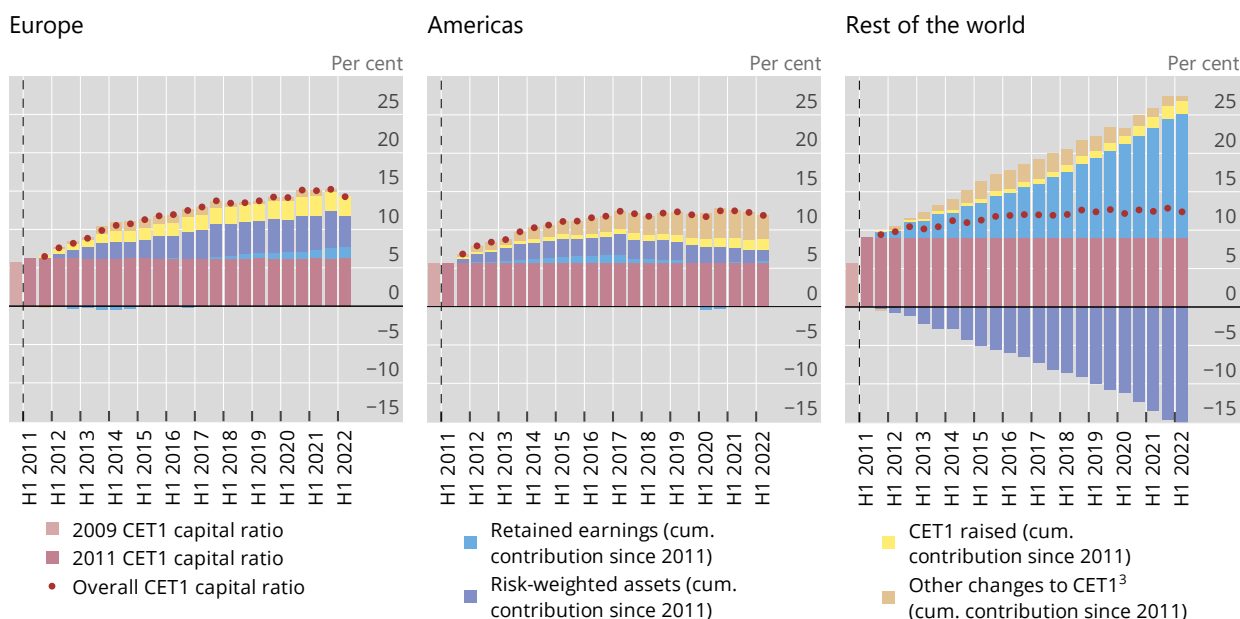 Europe
Americas
Rest of the world
Per cent
Per cent
Per cent
25
20
15
10
5
0
−5
−10
−15
25
20
15
10
5
0
−5
−10
−15
25
20
15
10
5
0
−5
−10
−15
H1 2011
H1 2012
H1 2013
H1 2014
H1 2015
H1 2016
H1 2017
H1 2018
H1 2019
H1 2020
H1 2021
H1 2022
H1 2011
H1 2012
H1 2013
H1 2014
H1 2015
H1 2016
H1 2017
H1 2018
H1 2019
H1 2020
H1 2021
H1 2022
H1 2011
H1 2012
H1 2013
H1 2014
H1 2015
H1 2016
H1 2017
H1 2018
H1 2019
H1 2020
H1 2021
H1 2022
2009 CET1 capital ratio
2011 CET1 capital ratio
Overall CET1 capital ratio
Retained earnings (cum.
contribution since 2011)
Risk-weighted assets (cum.
contribution since 2011)
CET1 raised (cum.
contribution since 2011)
Other changes to CET1³
(cum. contribution since 2011)